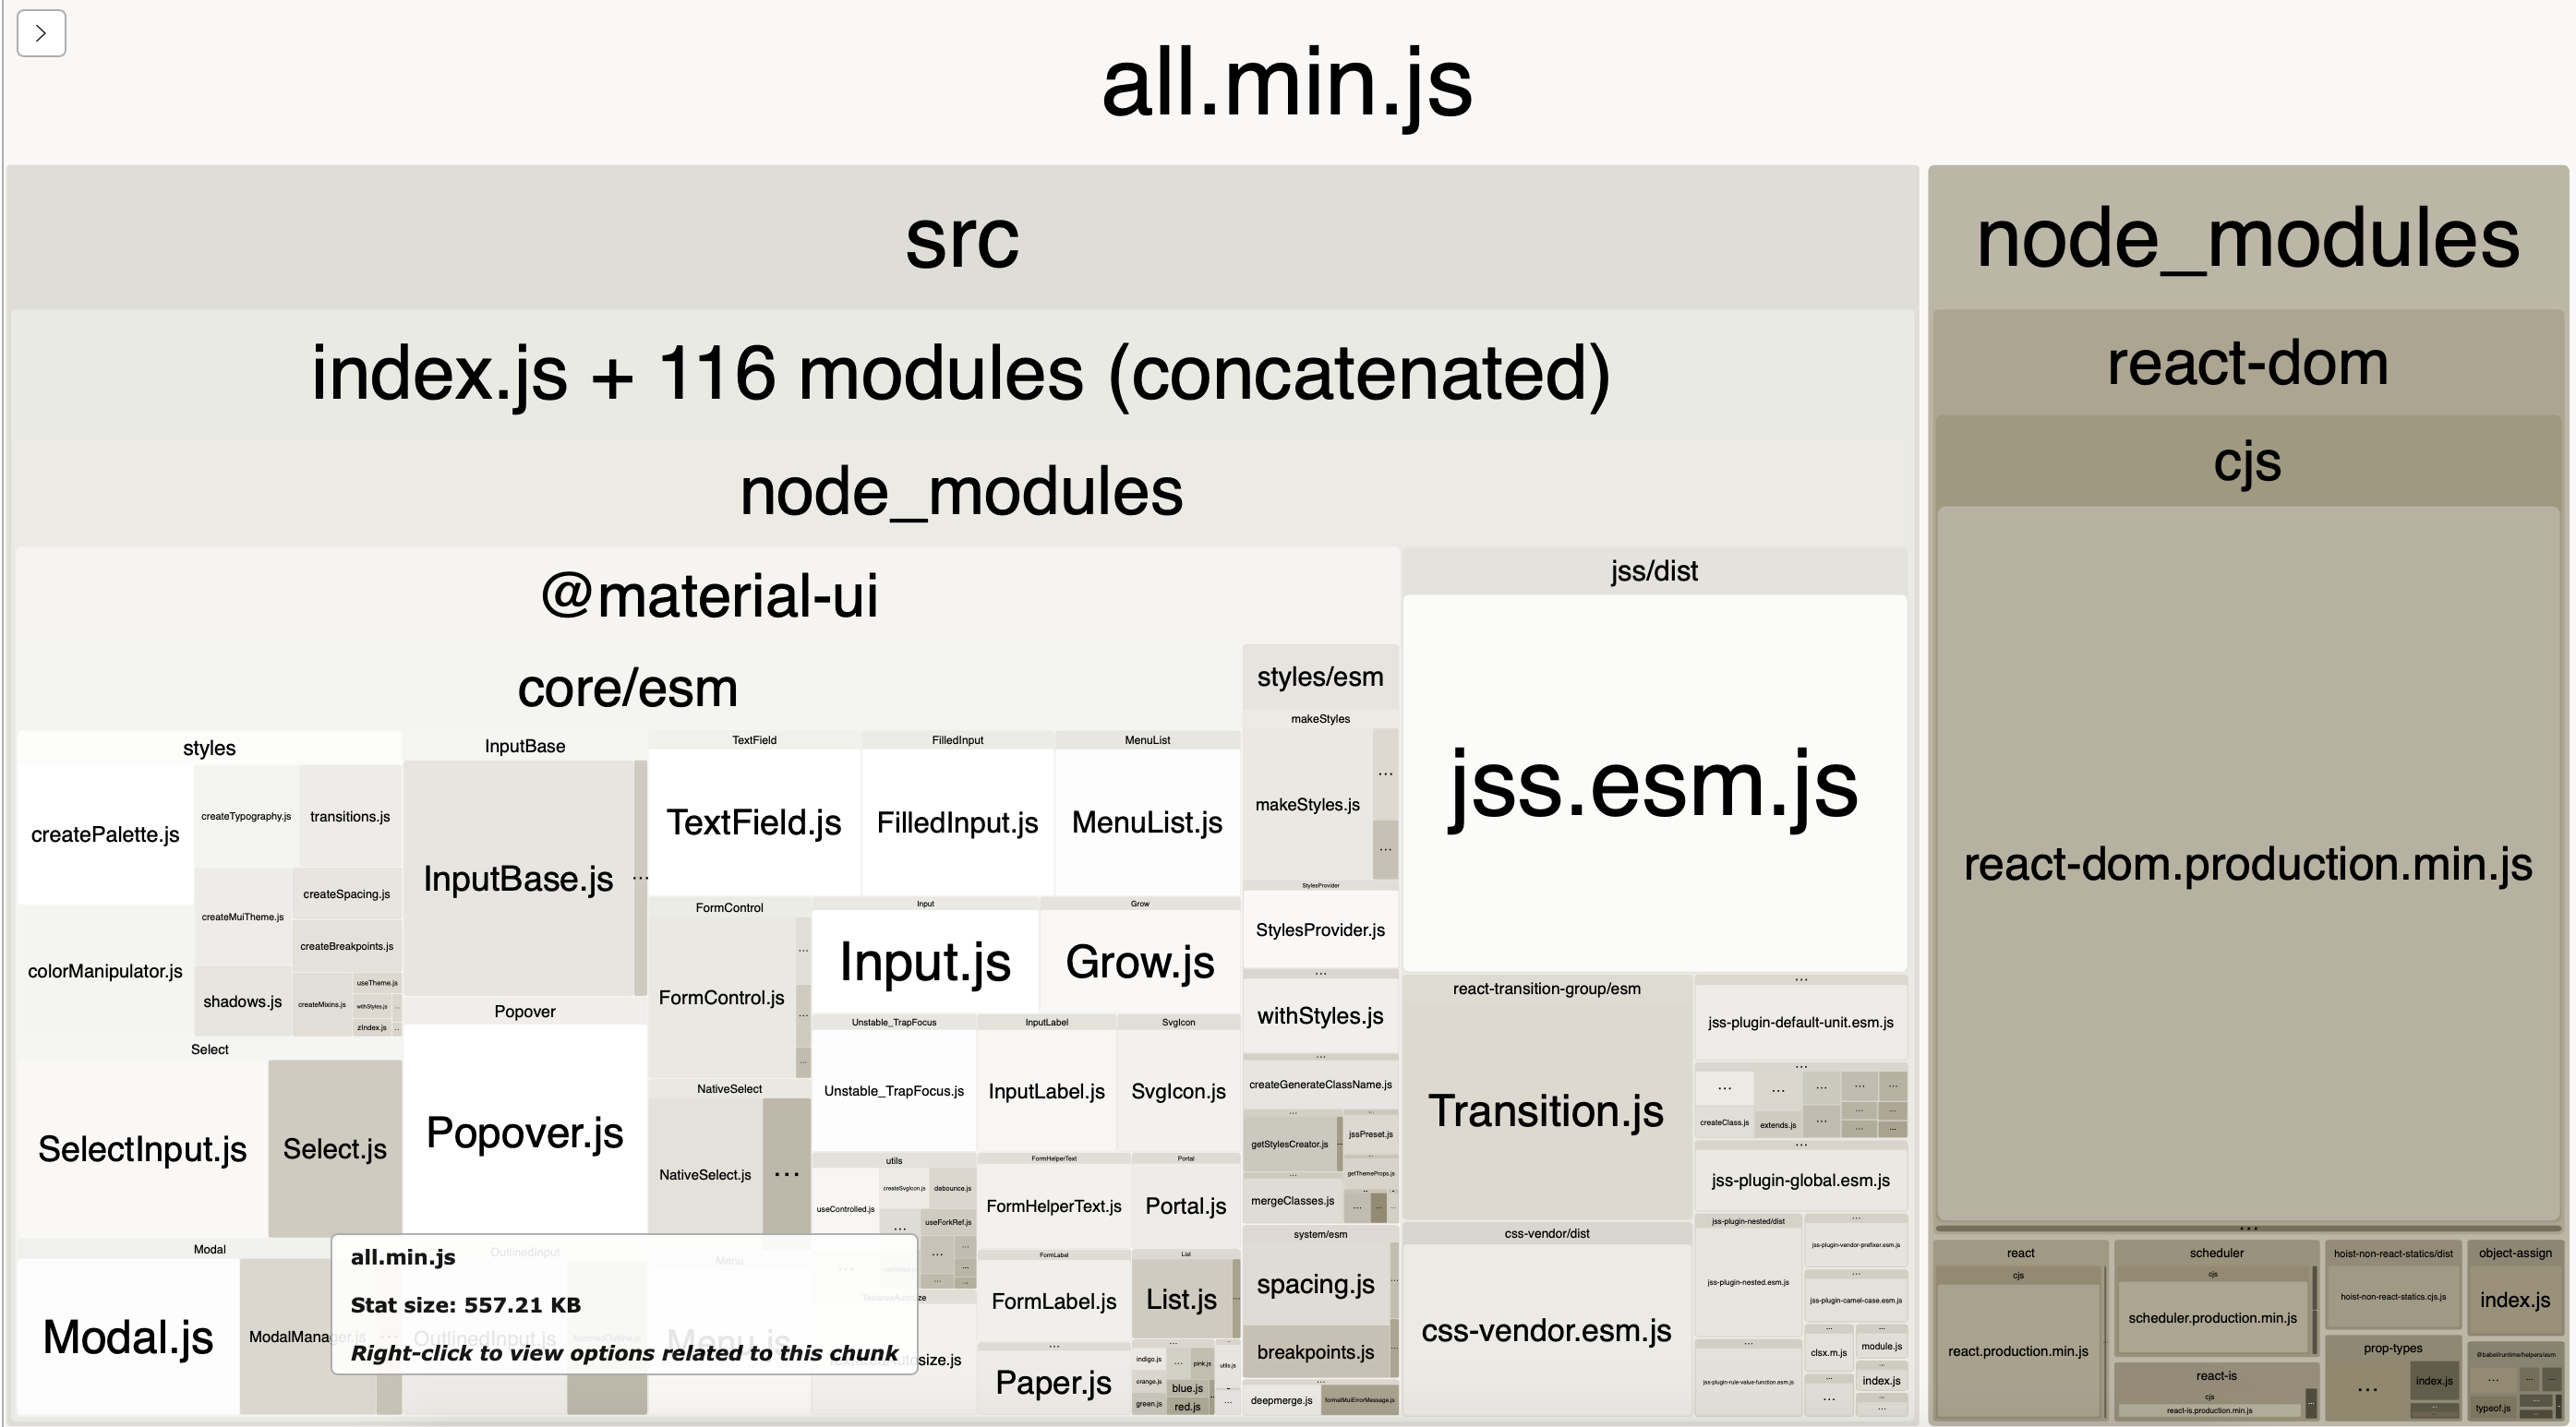 all.min.js
src
node_modules
index.js + 116 modules (concatenated)
react-dom
node_modules
cjs
@material-ui
jss/dist
core/esm
styles/esm
styles
InputBase
TextField
FilledInput
MenuList
makeStyles
createPalette.js
createTypography.js
transitions.js
InputBase.js
...
TextField.js
FilledInput.js
MenuList.js
makeStyles.js
...
...
jss.esm.js
react-dom.production.min.js
createMuiTheme.js
createSpacing.js
createBreakpoints.js
colorManipulator.js
shadows.js
createMixins.js
useTheme.js
withStyles.js
zIndex.js
FormControl
FormControl.js
Input
Input.js
Grow
Grow.js
StylesProvider
StylesProvider.js
withStyles.js
Select
SelectInput.js
Select.js
Popover
Popover.js
NativeSelect
NativeSelect.js
...
Unstable_TrapFocus
Unstable_TrapFocus.js
InputLabel
InputLabel.js
SvgIcon
SvgIcon.js
createGenerateClassName.js
getStylesCreator.js
jssPreset.js
getThemeProps.js
mergeClasses.js
react-transition-group/esm
Transition.js
jss-plugin-default-unit.esm.js
createClass.js
extends.js
jss-plugin-global.esm.js
utils
createSvgIcon.js
debounce.js
useControlled.js
useForkRef.js
FormHelperText
FormHelperText.js
Portal
Portal.js
system/esm
spacing.js
breakpoints.js
deepmerge.js
formatMuiErrorMessage.js
css-vendor/dist
css-vendor.esm.js
jss-plugin-nested/dist
jss-plugin-nested.esm.js
jss-plugin-vendor-prefixer.esm.js
jss-plugin-camel-case.esm.js
jss-plugin-rule-value-function.esm.js
clsx.m.js
module.js
index.js
Modal
Modal.js
ModalManager.js
OutlinedInput
OutlinedInput.js
NotchedOutline.js
Menu
Menu.js
all.min.js
Stat size: 557.21 KB
Right-click to view options related to this chunk
FormLabel
FormLabel.js
List
List.js
Paper.js
indigo.js
pink.js
utils.js
orange.js
blue.js
green.js
red.js
react
cjs
react.production.min.js
scheduler
cjs
scheduler.production.min.js
react-is
cjs
react-is.production.min.js
hoist-non-react-statics/dist
hoist-non-react-statics.cjs.js
prop-types
...
index.js
object-assign
index.js
@babel/runtime/helpers/esm
typeof.js